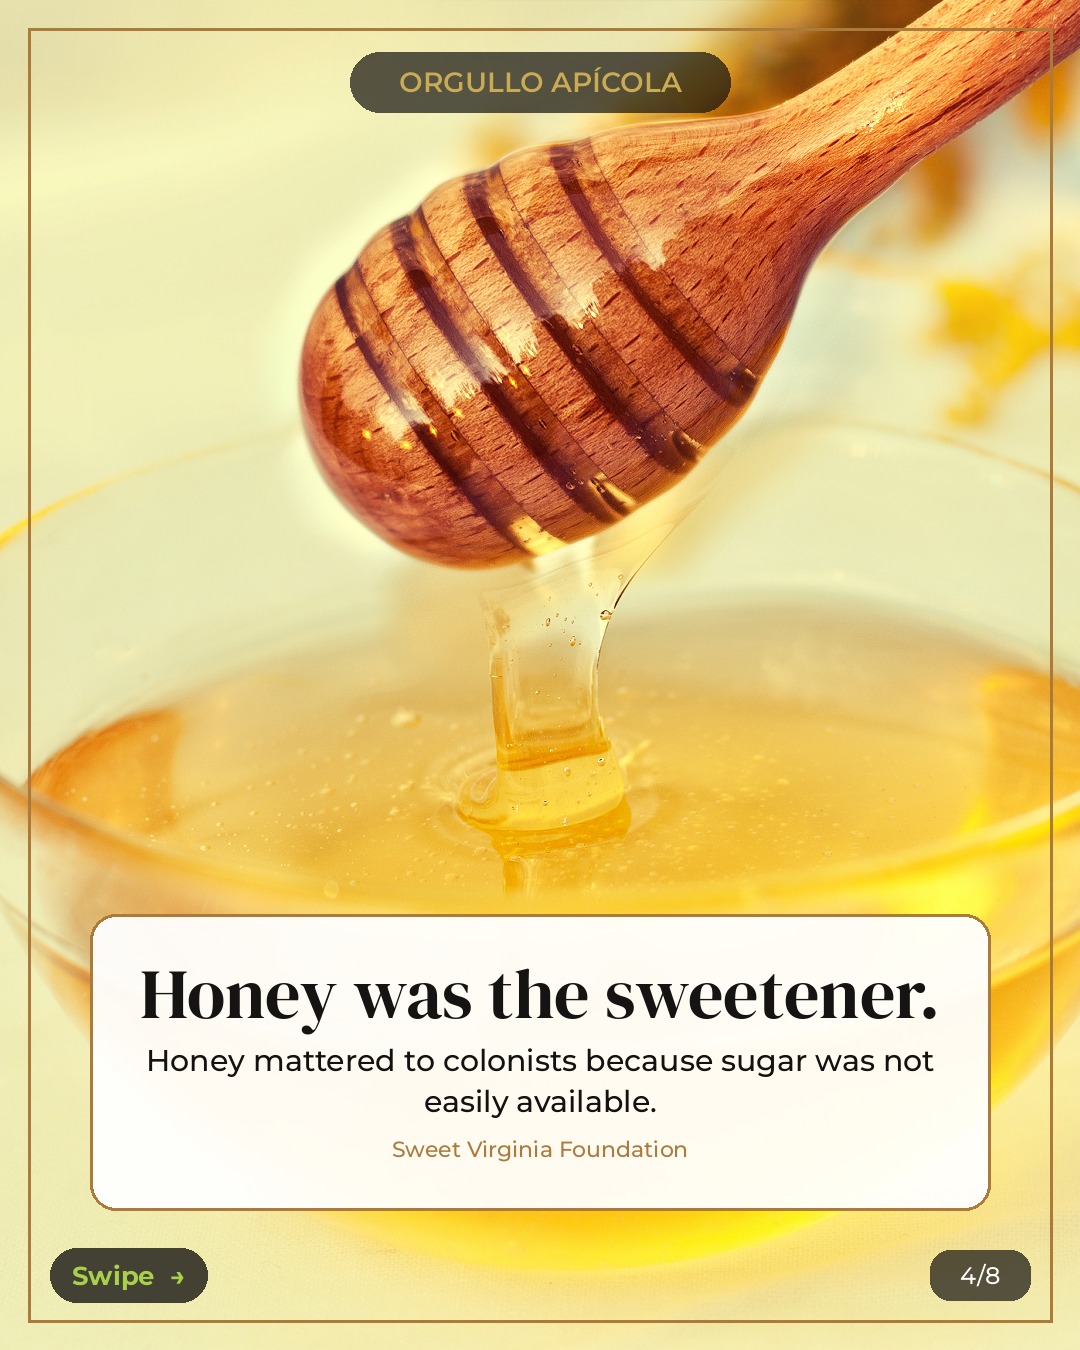 ORGULLO APÍCOLA
Honey was the sweetener.
Honey mattered to colonists because sugar was not
easily available.
Sweet Virginia Foundation
Swipe →
4/8